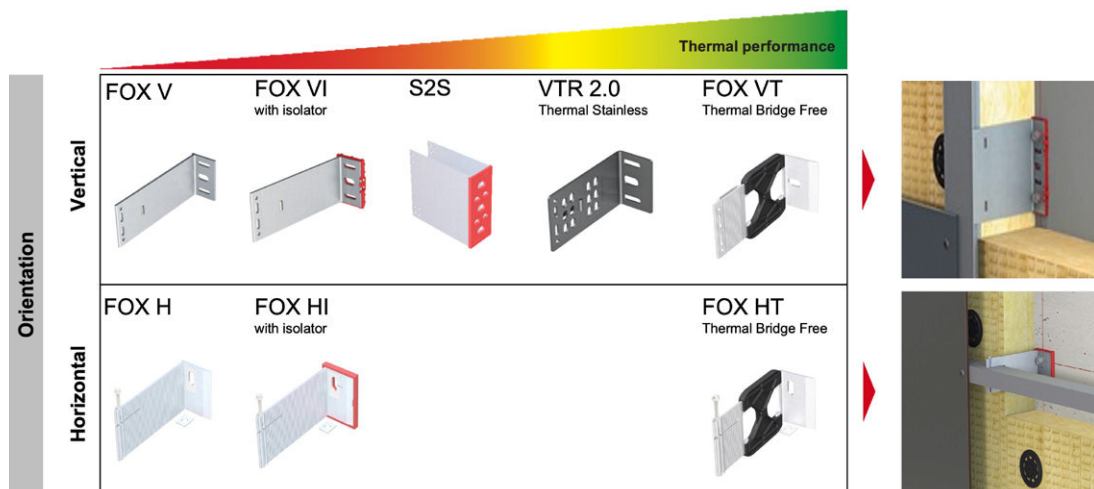 Thermal performance
Orientation
Vertical
FOX V
FOX VI
with isolator
S2S
VTR 2.0
Thermal Stainless
FOX VT
Thermal Bridge Free
Horizontal
FOX H
FOX HI
with isolator
FOX HT
Thermal Bridge Free